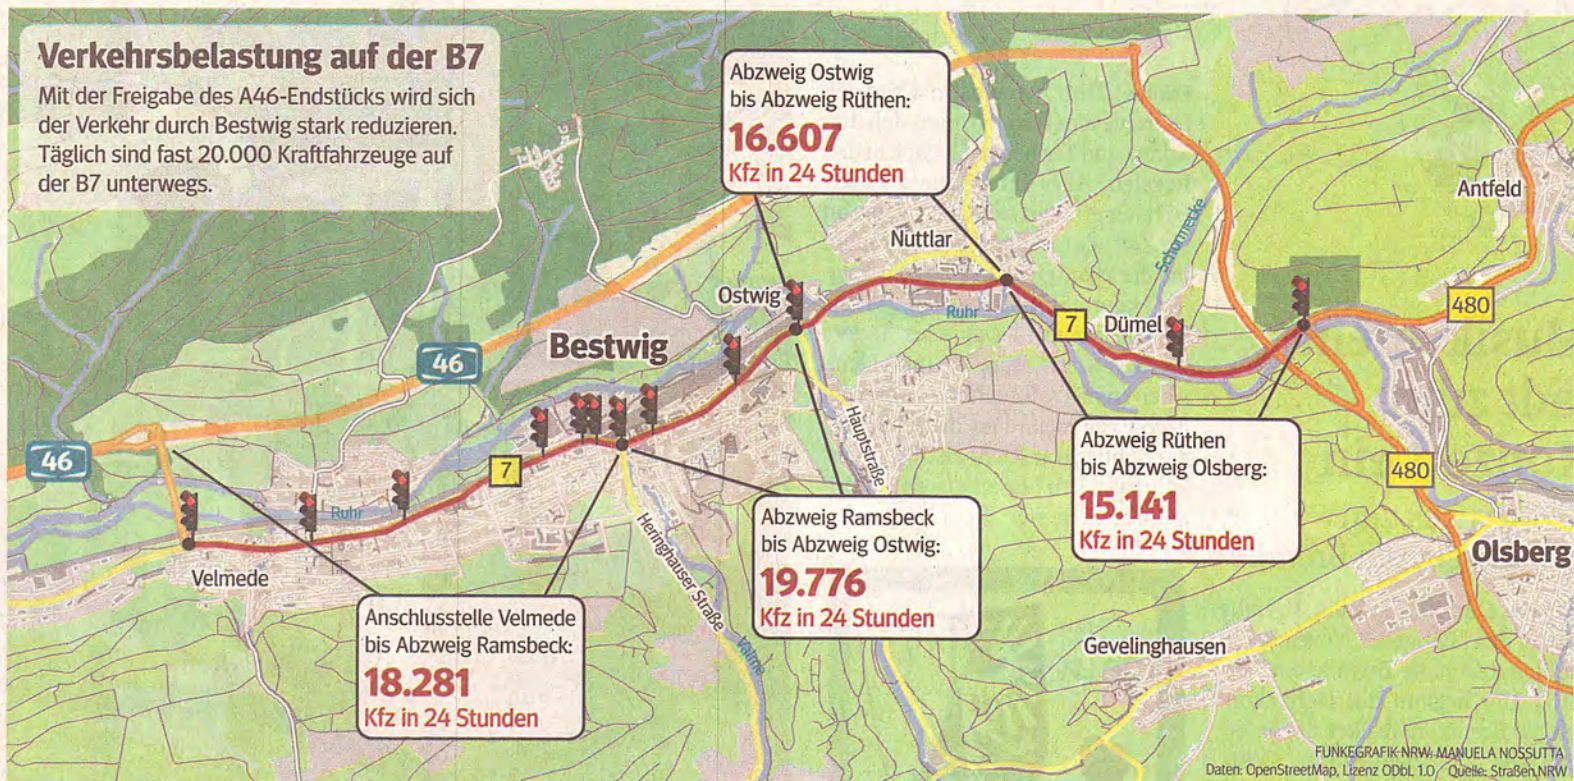 Verkehrsbelastung auf der B7
Mit der Freigabe des A46-Endstücks wird sich
der Verkehr durch Bestwig stark reduzieren.
Täglich sind fast 20.000 Kraftfahrzeuge auf
der B7 unterwegs.
Abzweig Ostwig
bis Abzweig Rüthen:
16.607
Kfz in 24 Stunden
Antfeld
Nuttlar
Schormecke
Ostwig
Ruhr
7
Dümel
480
Bestwig
46
46
Hauptstraße
7
Ruhr
Abzweig Rüthen
bis Abzweig Olsberg:
15.141
Kfz in 24 Stunden
480
Olsberg
Abzweig Ramsbeck
bis Abzweig Ostwig:
19.776
Kfz in 24 Stunden
Heringhauser Straße
Valme
Velmede
Anschlusstelle Velmede
bis Abzweig Ramsbeck:
18.281
Kfz in 24 Stunden
Gevelinghausen
FUNKEGRAFIK NRW: MANUELA NOSSUTTA
Daten: OpenStreetMap, Lizenz ODbL 1.0 / Quelle: Straßen.NRW